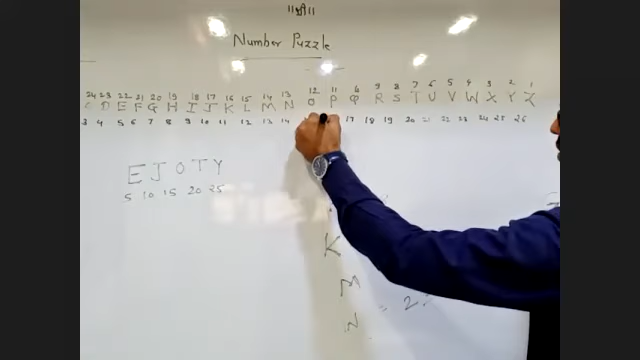 ॥श्री॥
Number Puzzle
24 23 22 21 20 19 18 17 16 15 14 13 12 11 9 8 7 6 5 4 3 2 1
D E F G H I J K L M N O P Q R S T U V W X Y Z
3 4 5 6 7 8 9 10 11 12 13 14 17 18 19 20 21 22 23 24 25 26
E J O T Y
5 10 15 20 25
K
M
N = 2